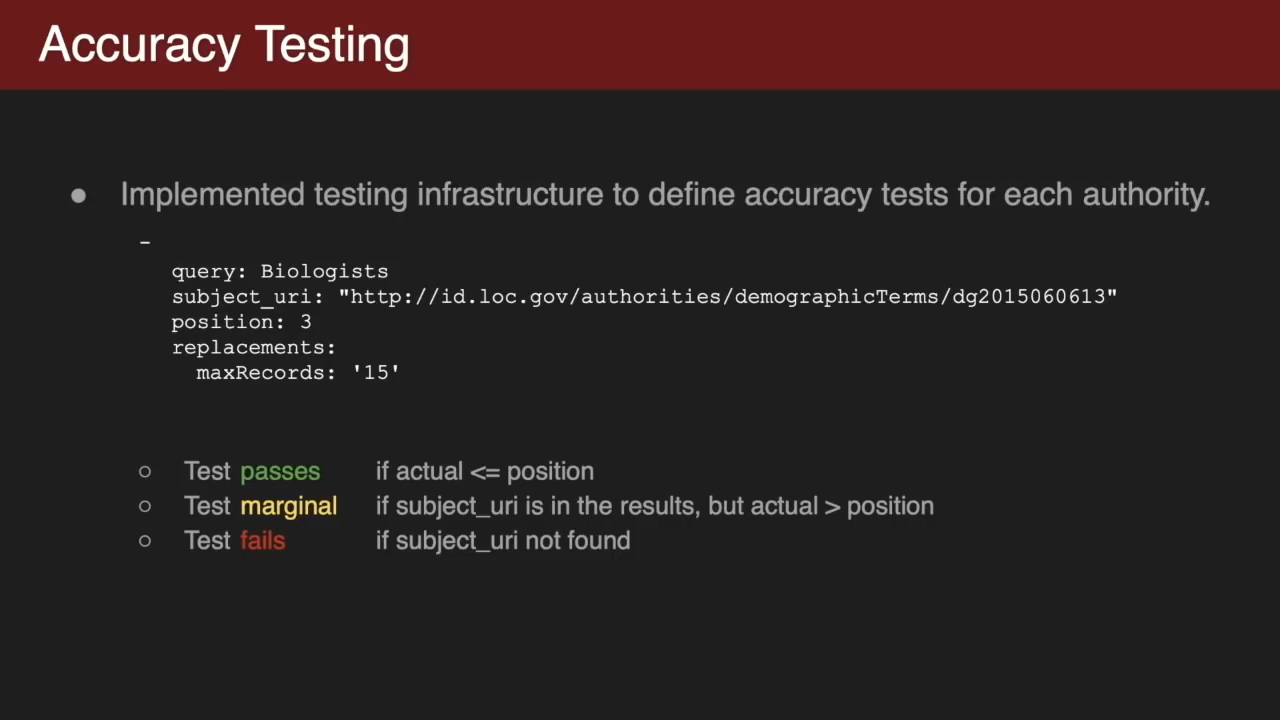 Accuracy Testing
● Implemented testing infrastructure to define accuracy tests for each authority.
-
query: Biologists
subject_uri: "http://id.loc.gov/authorities/demographicTerms/dg2015060613"
position: 3
replacements:
maxRecords: '15'
○ Test passes if actual <= position
○ Test marginal if subject_uri is in the results, but actual > position
○ Test fails if subject_uri not found